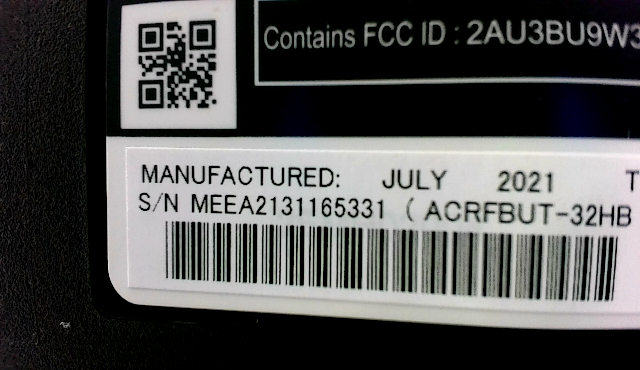 Contains FCC ID : 2AU3BU9W3
MANUFACTURED: JULY 2021 T
S/N MEEA2131165331 ( ACRFBUT-32HB